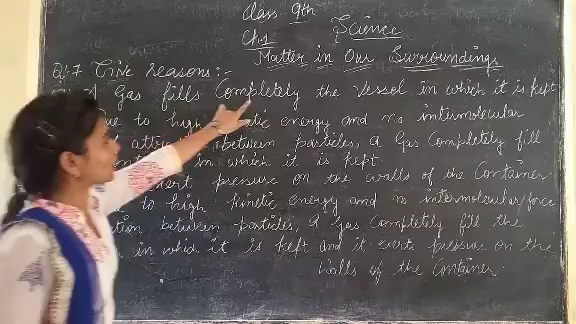 Class 9th
Ch:1 Science
Matter in Our Surroundings
Q1.7 Give reasons:-
A Gas fills Completely the Vessel in which it is kept
to high energy and no intermolecular
between particles, A Gas Completely fill
in which it is kept.
pressure on the walls of the Container.
to high kinetic energy and no intermolecular force
between particles, A Gas Completely fill the
in which it is kept and it exerts pressure on the
Walls of the Container.